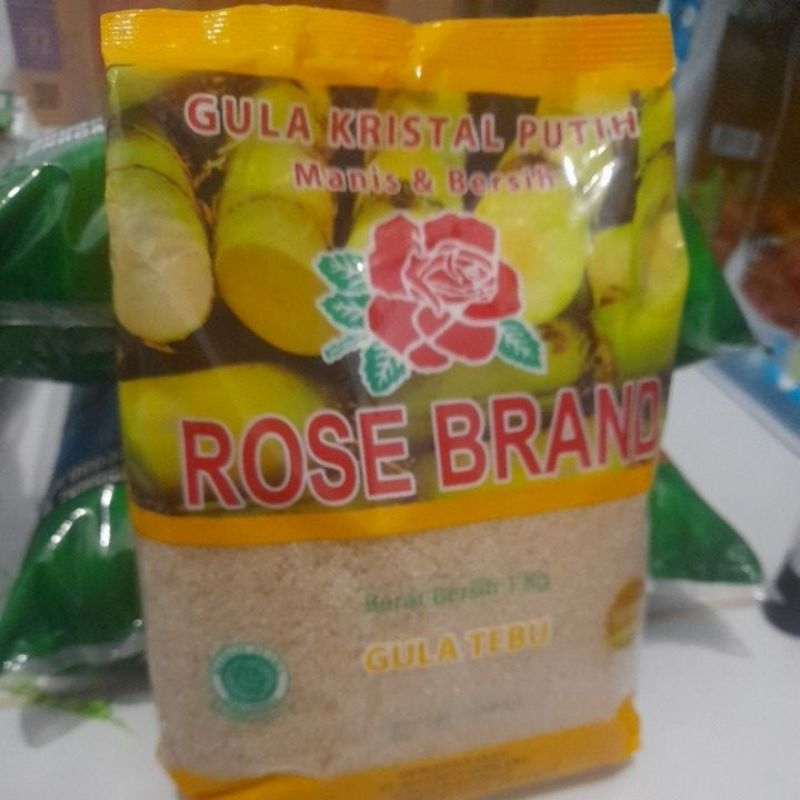 GULA KRISTAL PUTIH
Manis & Bersih
ROSE BRAND
Berat Bersih 1 Kg
GULA TEBU